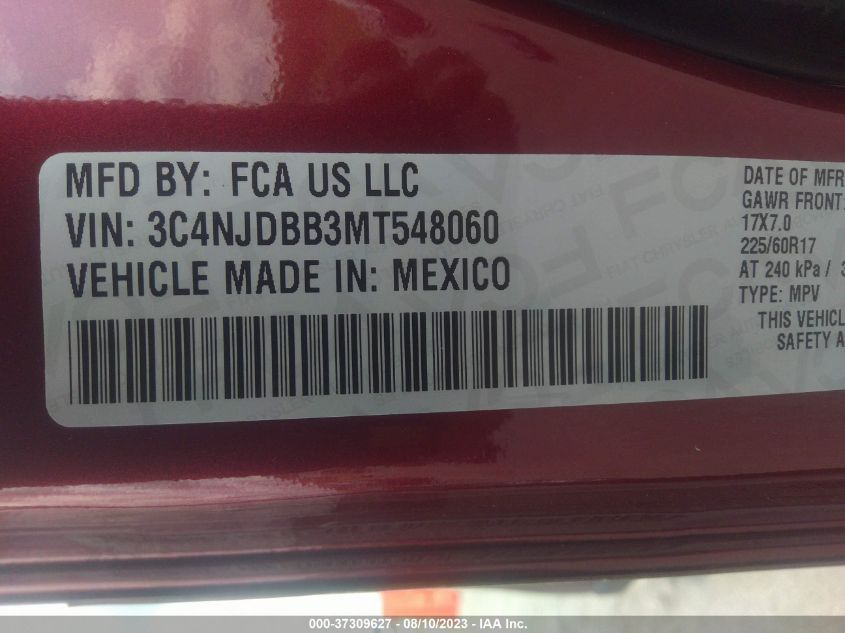 MFD BY: FCA US LLC
VIN: 3C4NJDBB3MT548060
VEHICLE MADE IN: MEXICO
DATE OF MFR
GAWR FRONT:
17X7.0
225/60R17
AT 240 kPa / 3
TYPE: MPV
THIS VEHICL
SAFETY A
000-37309627 - 08/10/2023 - IAA Inc.